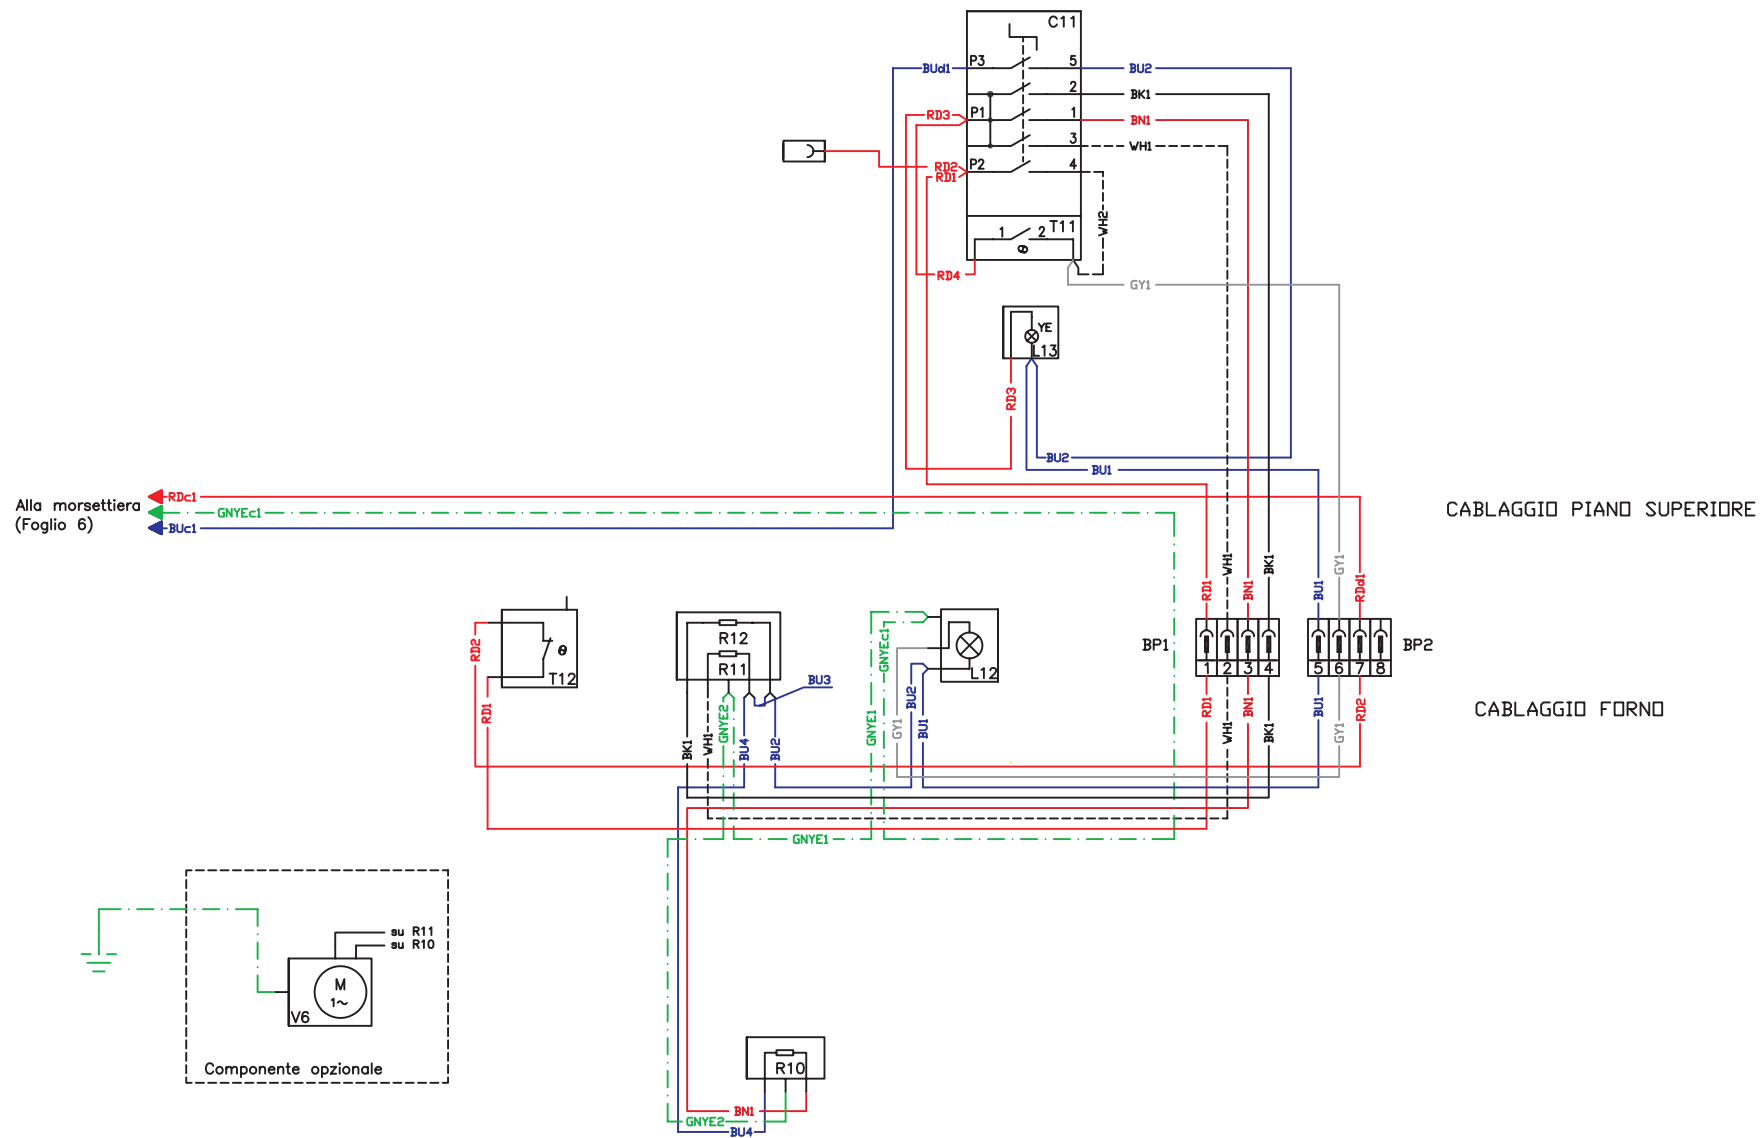 C11
P3
5
BUd1
BU2
2
BK1
P1
1
RD3
BN1
3
WH1
P2
4
RD2
RD1
WH2
T11
1
2
θ
RD4
GY1
YE
L13
RD3
BU2
BU1
Alla morsettiera
(Foglio 6)
RDc1
GNYEc1
BUc1
CABLAGGIO PIANO SUPERIORE
RD1
WH1
BN1
BK1
BU1
GY1
RDd1
BP1
1
2
3
4
5
6
7
8
BP2
CABLAGGIO FORNO
RD1
WH1
BN1
BK1
BU1
GY1
RD2
RD2
θ
T12
RD1
R12
R11
BU3
BK1
WH1
GNYE2
BU4
BU2
GNYEc1
L12
GNYE1
GY1
BU2
BU1
GNYE1
su R11
su R10
M
1~
V6
Componente opzionale
R10
BN1
GNYE2
BU4